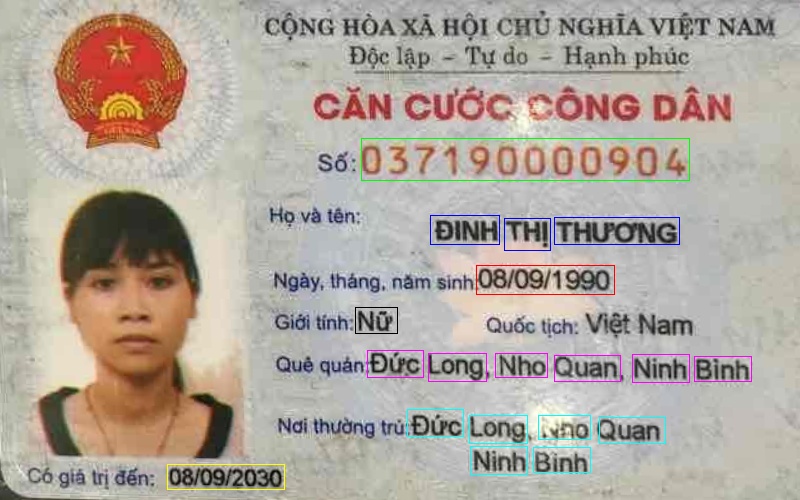 CỘNG HÒA XÃ HỘI CHỦ NGHĨA VIỆT NAM
Độc lập - Tự do - Hạnh phúc
CĂN CƯỚC CÔNG DÂN
Số: 037190000904
Họ và tên: ĐINH THỊ THƯƠNG
Ngày, tháng, năm sinh: 08/09/1990
Giới tính: Nữ Quốc tịch: Việt Nam
Quê quán: Đức Long, Nho Quan, Ninh Bình
Nơi thường trú: Đức Long, Nho Quan
Ninh Bình
Có giá trị đến: 08/09/2030